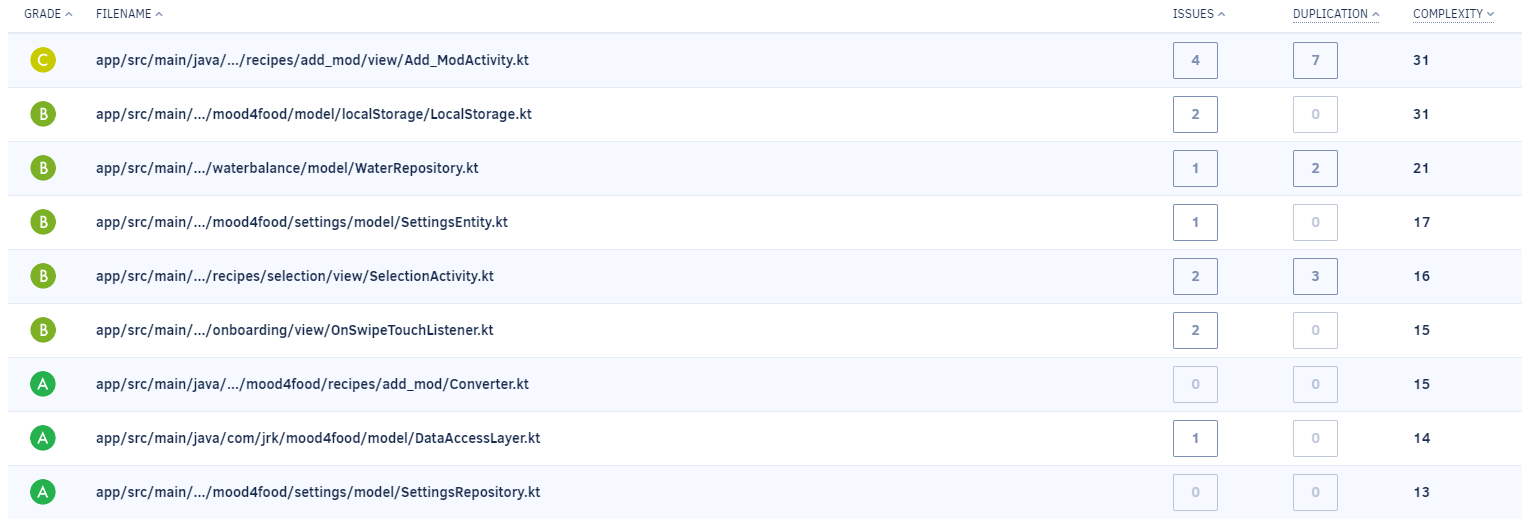 GRADE FILENAME ISSUES DUPLICATION COMPLEXITY
C app/src/main/java/.../recipes/add_mod/view/Add_ModActivity.kt 4 7 31
B app/src/main/.../mood4food/model/localStorage/LocalStorage.kt 2 0 31
B app/src/main/.../waterbalance/model/WaterRepository.kt 1 2 21
B app/src/main/.../mood4food/settings/model/SettingsEntity.kt 1 0 17
B app/src/main/.../recipes/selection/view/SelectionActivity.kt 2 3 16
B app/src/main/.../onboarding/view/OnSwipeTouchListener.kt 2 0 15
A app/src/main/java/.../mood4food/recipes/add_mod/Converter.kt 0 0 15
A app/src/main/java/com/jrk/mood4food/model/DataAccessLayer.kt 1 0 14
A app/src/main/.../mood4food/settings/model/SettingsRepository.kt 0 0 13